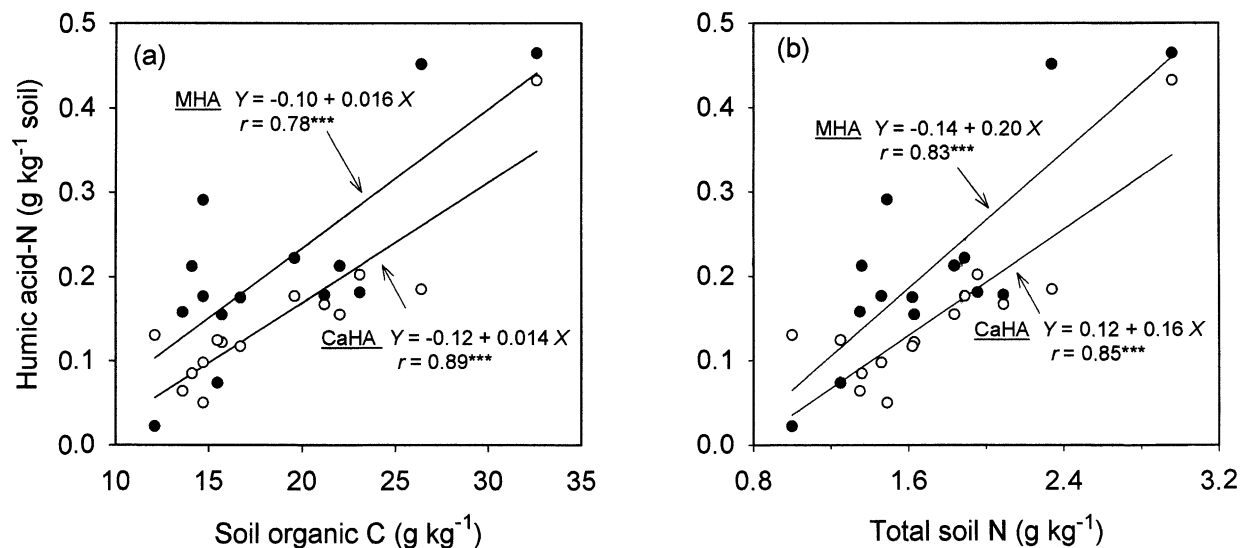 Humic acid-N (g kg⁻¹ soil)
0.5
0.4
0.3
0.2
0.1
0.0
(a)
MHA Y = -0.10 + 0.016 X
r = 0.78***
CaHA Y = -0.12 + 0.014 X
r = 0.89***
10 15 20 25 30 35
Soil organic C (g kg⁻¹)
0.5
0.4
0.3
0.2
0.1
0.0
(b)
MHA Y = -0.14 + 0.20 X
r = 0.83***
CaHA Y = 0.12 + 0.16 X
r = 0.85***
0.8 1.6 2.4 3.2
Total soil N (g kg⁻¹)